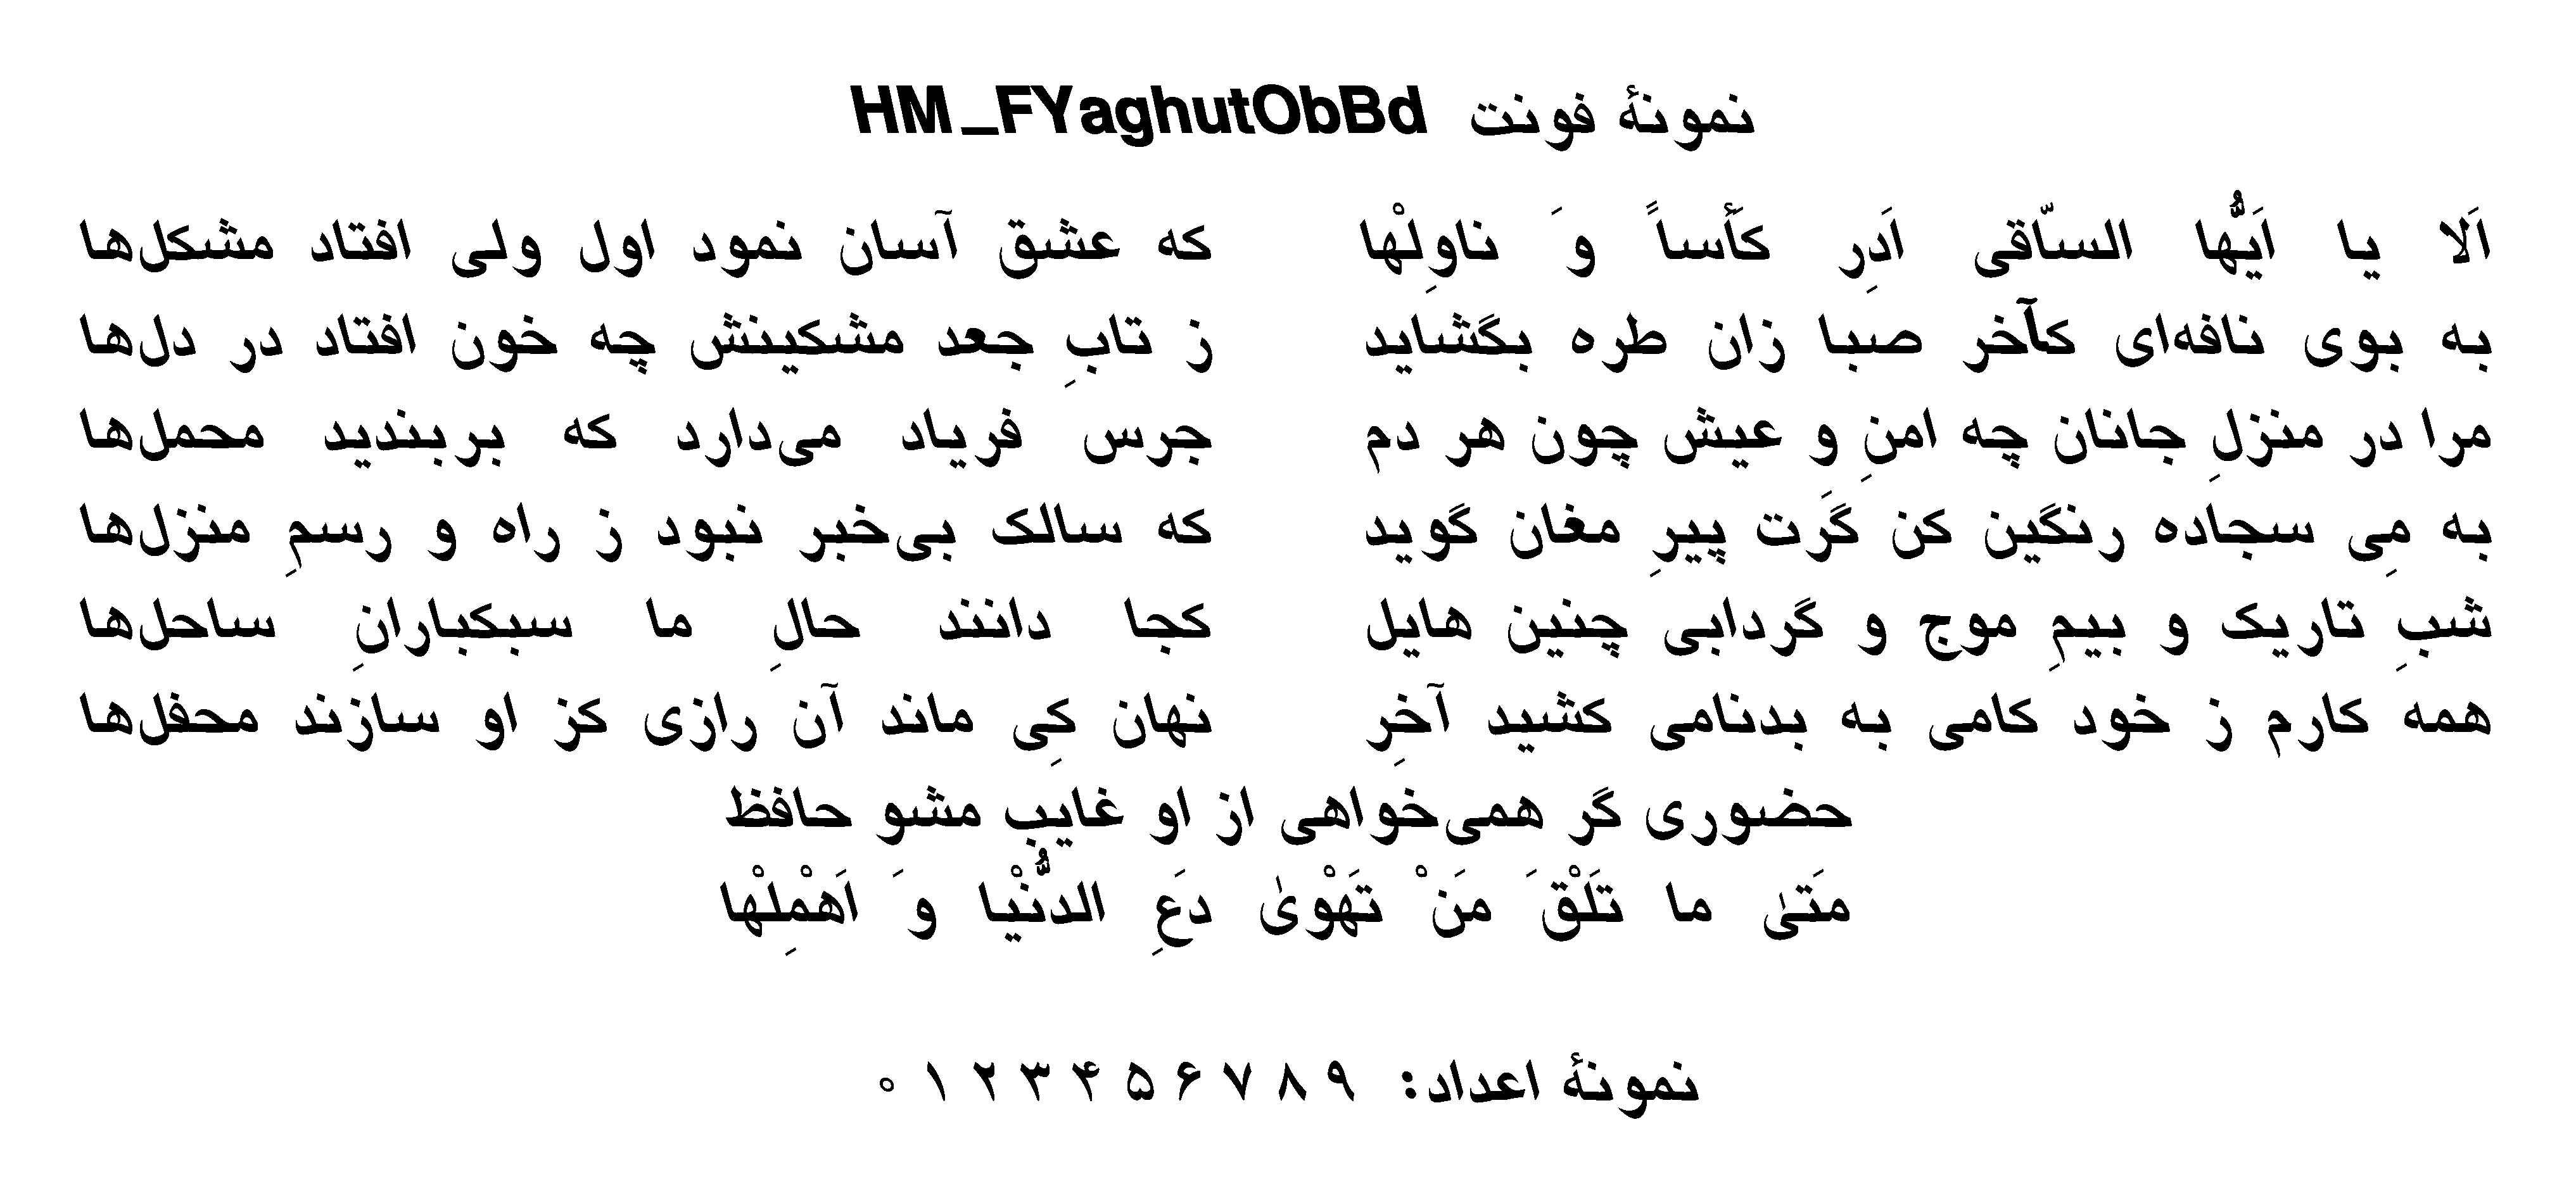 نمونهٔ فونت HM_FYaghutObBd
اَلا یا اَیُّها السّاقی اَدِر کَأساً وَ ناوِلْها که عشق آسان نمود اول ولی افتاد مشکل‌ها
به بوی نافه‌ای کآخر صبا زان طره بگشاید ز تابِ جعد مشکینش چه خون افتاد در دل‌ها
مرا در منزلِ جانان چه امنِ و عیش چون هر دم جرس فریاد می‌دارد که بربندید محمل‌ها
به مِی سجاده رنگین کن گَرت پیرِ مغان گوید که سالک بی‌خبر نبود ز راه و رسمِ منزل‌ها
شبِ تاریک و بیمِ موج و گردابی چنین هایل کجا دانند حالِ ما سبکبارانِ ساحل‌ها
همه کارم ز خود کامی به بدنامی کشید آخِر نهان کِی ماند آن رازی کز او سازند محفل‌ها
حضوری گر همی‌خواهی از او غایب مشو حافظ
مَتیٰ ما تَلْقَ مَنْ تَهْویٰ دَعِ الدُّنْیا وَ اَهْمِلْها
نمونهٔ اعداد: ۹ ۸ ۷ ۶ ۵ ۴ ۳ ۲ ۱ ۰